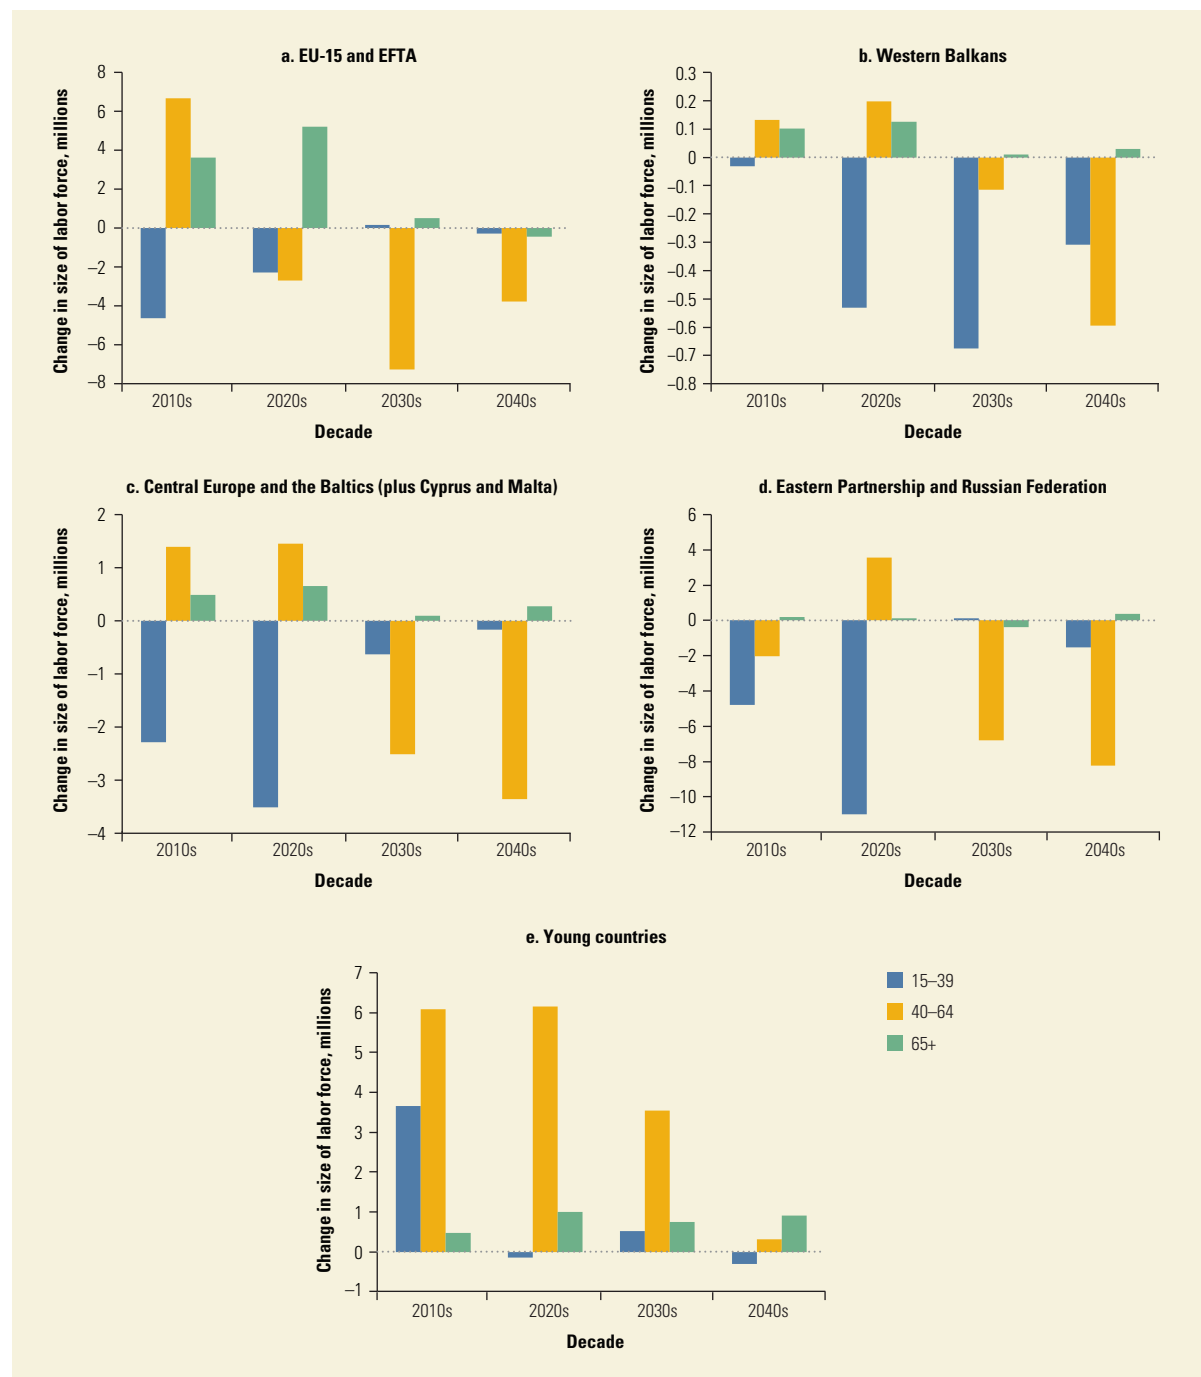 a. EU-15 and EFTA
Change in size of labor force, millions
8
6
4
2
0
–2
–4
–6
–8
2010s 2020s 2030s 2040s
Decade
b. Western Balkans
Change in size of labor force, millions
0.3
0.2
0.1
0
–0.1
–0.2
–0.3
–0.4
–0.5
–0.6
–0.7
–0.8
2010s 2020s 2030s 2040s
Decade
c. Central Europe and the Baltics (plus Cyprus and Malta)
Change in size of labor force, millions
2
1
0
–1
–2
–3
–4
2010s 2020s 2030s 2040s
Decade
d. Eastern Partnership and Russian Federation
Change in size of labor force, millions
6
4
2
0
–2
–4
–6
–8
–10
–12
2010s 2020s 2030s 2040s
Decade
e. Young countries
Change in size of labor force, millions
7
6
5
4
3
2
1
0
–1
2010s 2020s 2030s 2040s
Decade
15–39
40–64
65+